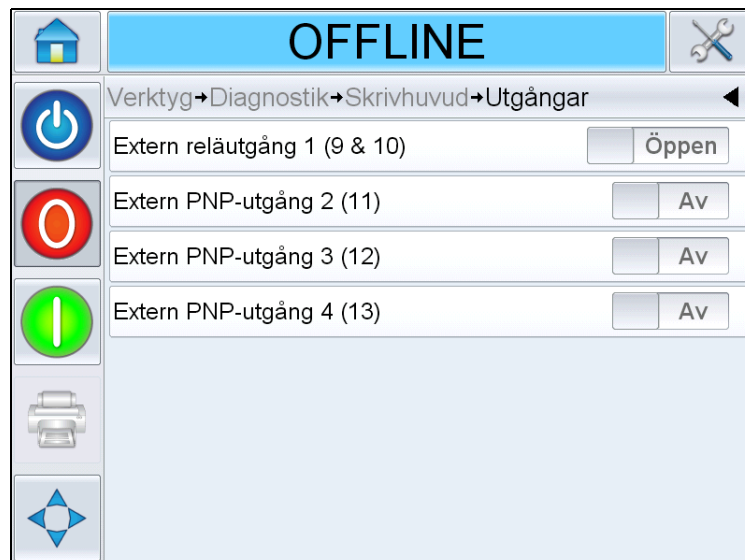 OFFLINE
Verktyg→Diagnostik→Skrivhuvud→Utgångar
Extern reläutgång 1 (9 & 10) Öppen
Extern PNP-utgång 2 (11) Av
Extern PNP-utgång 3 (12) Av
Extern PNP-utgång 4 (13) Av